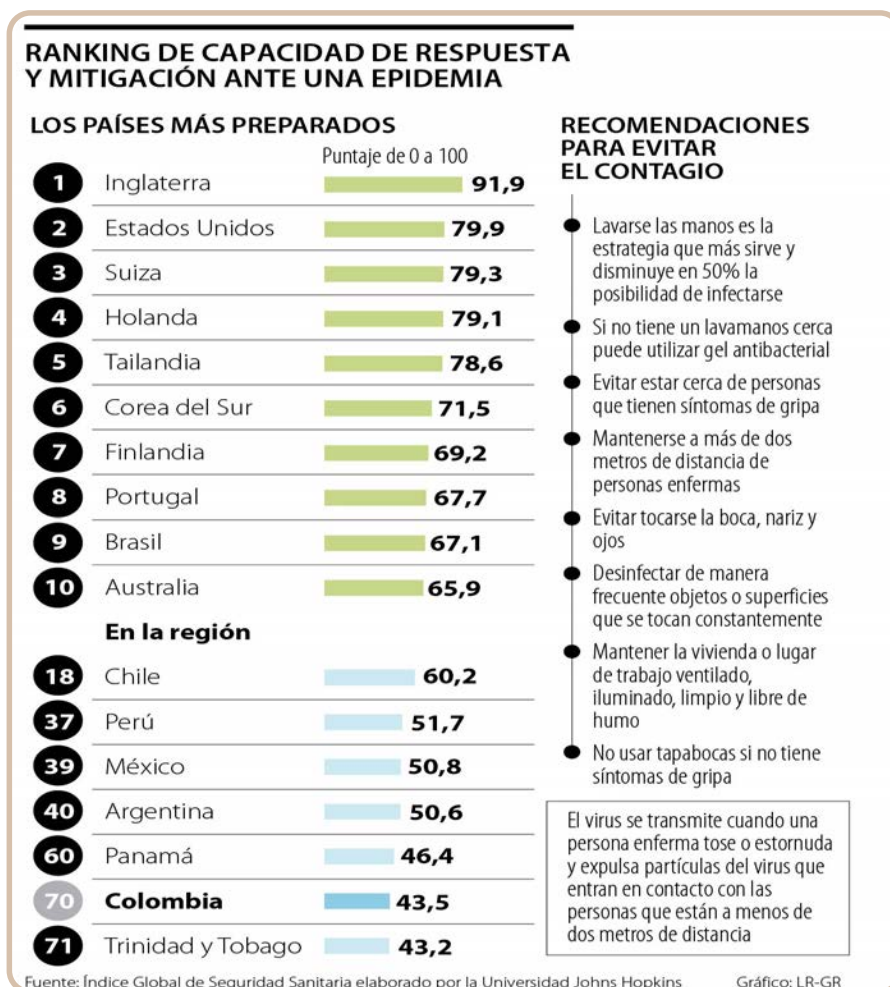 RANKING DE CAPACIDAD DE RESPUESTA
Y MITIGACIÓN ANTE UNA EPIDEMIA
LOS PAÍSES MÁS PREPARADOS
Puntaje de 0 a 100
1 Inglaterra 91,9
2 Estados Unidos 79,9
3 Suiza 79,3
4 Holanda 79,1
5 Tailandia 78,6
6 Corea del Sur 71,5
7 Finlandia 69,2
8 Portugal 67,7
9 Brasil 67,1
10 Australia 65,9
En la región
18 Chile 60,2
37 Perú 51,7
39 México 50,8
40 Argentina 50,6
60 Panamá 46,4
70 Colombia 43,5
71 Trinidad y Tobago 43,2
RECOMENDACIONES
PARA EVITAR
EL CONTAGIO
Lavarse las manos es la
estrategia que más sirve y
disminuye en 50% la
posibilidad de infectarse
Si no tiene un lavamanos cerca
puede utilizar gel antibacterial
Evitar estar cerca de personas
que tienen síntomas de gripa
Mantenerse a más de dos
metros de distancia de
personas enfermas
Evitar tocarse la boca, nariz y
ojos
Desinfectar de manera
frecuente objetos o superficies
que se tocan constantemente
Mantener la vivienda o lugar
de trabajo ventilado,
iluminado, limpio y libre de
humo
No usar tapabocas si no tiene
síntomas de gripa
El virus se transmite cuando una
persona enferma tose o estornuda
y expulsa partículas del virus que
entran en contacto con las
personas que están a menos de
dos metros de distancia
Fuente: Índice Global de Seguridad Sanitaria elaborado por la Universidad Johns Hopkins
Gráfico: LR-GR